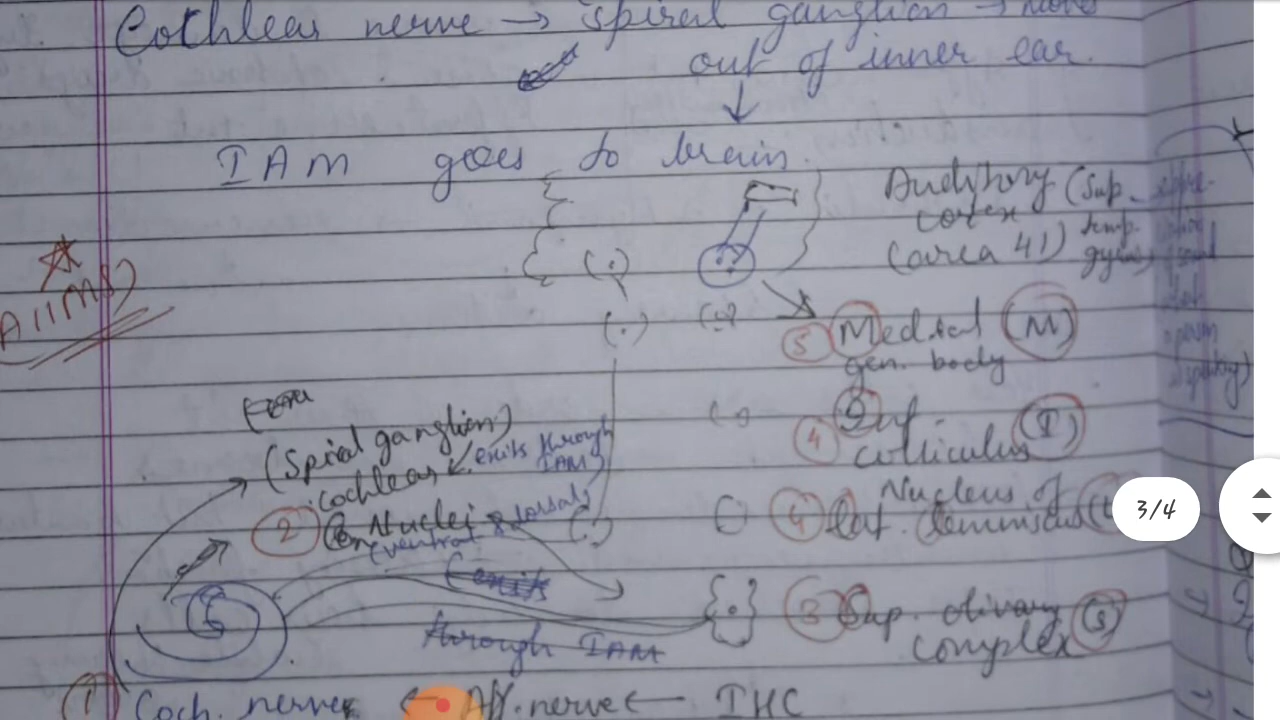 Cochlear nerve → Spiral ganglion → moves
out of inner ear.
↓
IAM goes to brain.
Auditory (Sup.
cortex temp.
(area 41) gyrus)
AIIMS)
5 Medial (M)
gen. body
(Spiral ganglion)
4 Inf. (I)
colliculus
exits through
IAM
cochlear
2 Nuclei
(ventral & dorsal)
Nucleus of
4 lat. lemniscus
3/4
3 Sup. olivary (S)
complex
through IAM
1 Coch. nerve ← Aff. nerve ← IHC